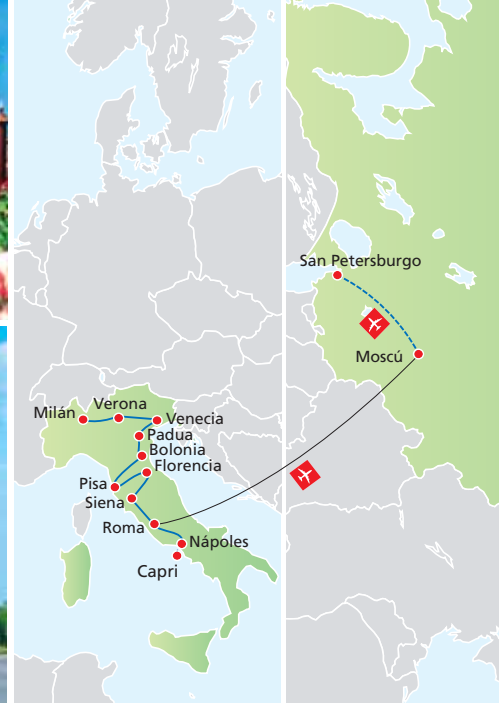 San Petersburgo
Moscú
Milán
Verona
Venecia
Padua
Bolonia
Florencia
Pisa
Siena
Roma
Nápoles
Capri